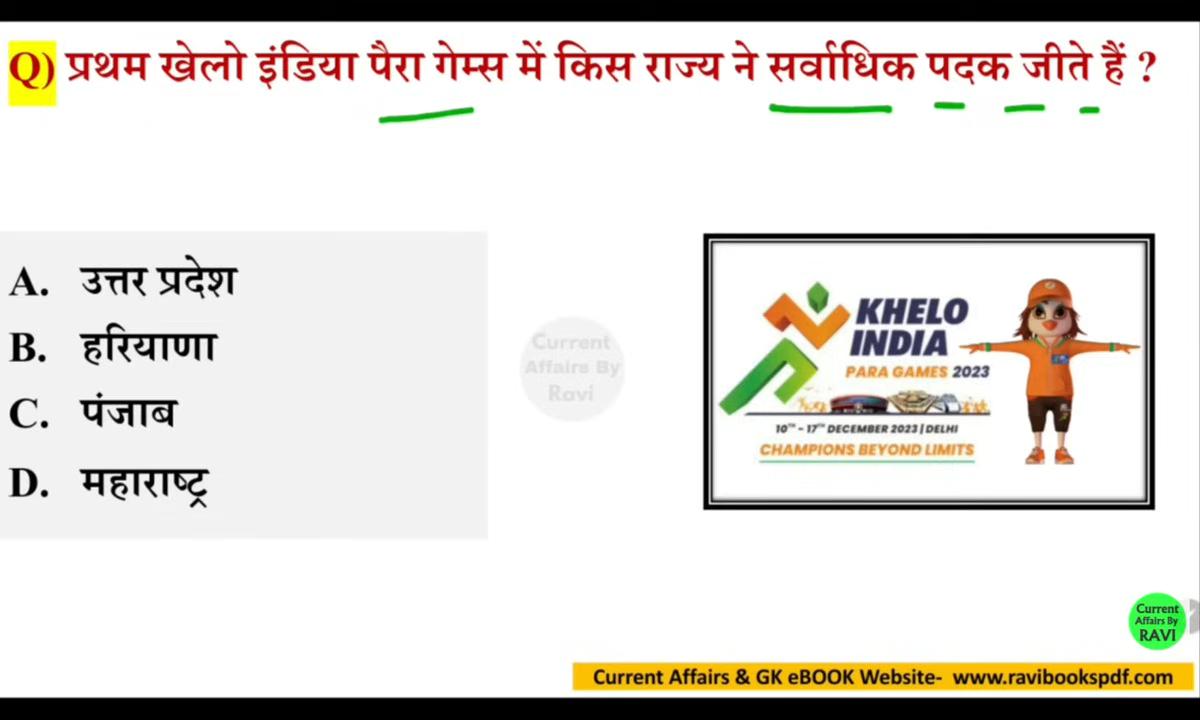 Q) प्रथम खेलो इंडिया पैरा गेम्स में किस राज्य ने सर्वाधिक पदक जीते हैं ?
A. उत्तर प्रदेश
B. हरियाणा
C. पंजाब
D. महाराष्ट्र
Current
Affairs By
Ravi
KHELO
INDIA
PARA GAMES 2023
10TH - 17TH DECEMBER 2023 | DELHI
CHAMPIONS BEYOND LIMITS
Current
Affairs By
RAVI
Current Affairs & GK eBOOK Website- www.ravibookspdf.com